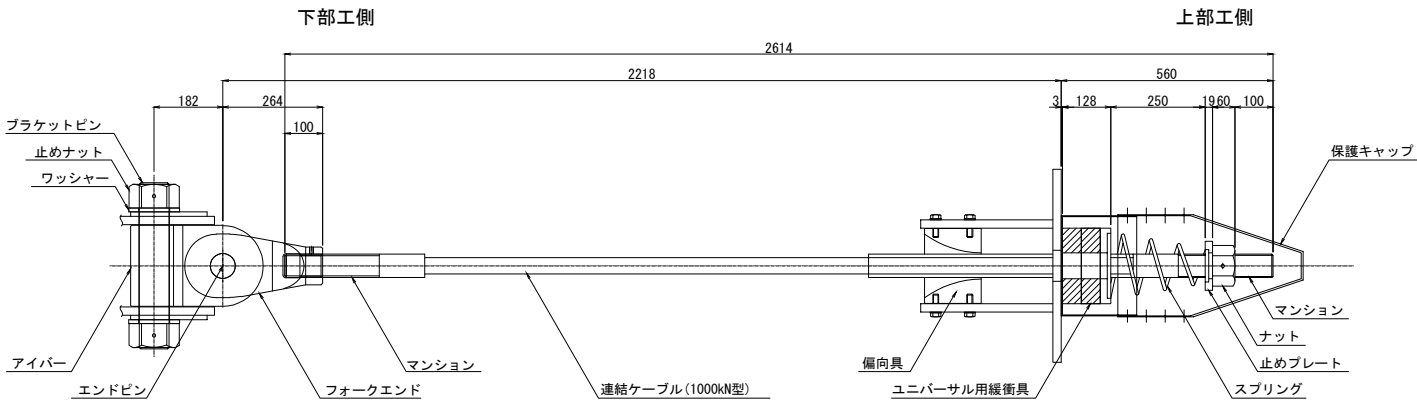 下部工側
上部工側
2614
2218
560
182
264
3
128
250
19
60
100
100
ブラケットピン
止めナット
ワッシャー
保護キャップ
アイバー
エンドピン
フォークエンド
マンション
連結ケーブル(1000kN型)
偏向具
ユニバーサル用緩衝具
マンション
ナット
止めプレート
スプリング